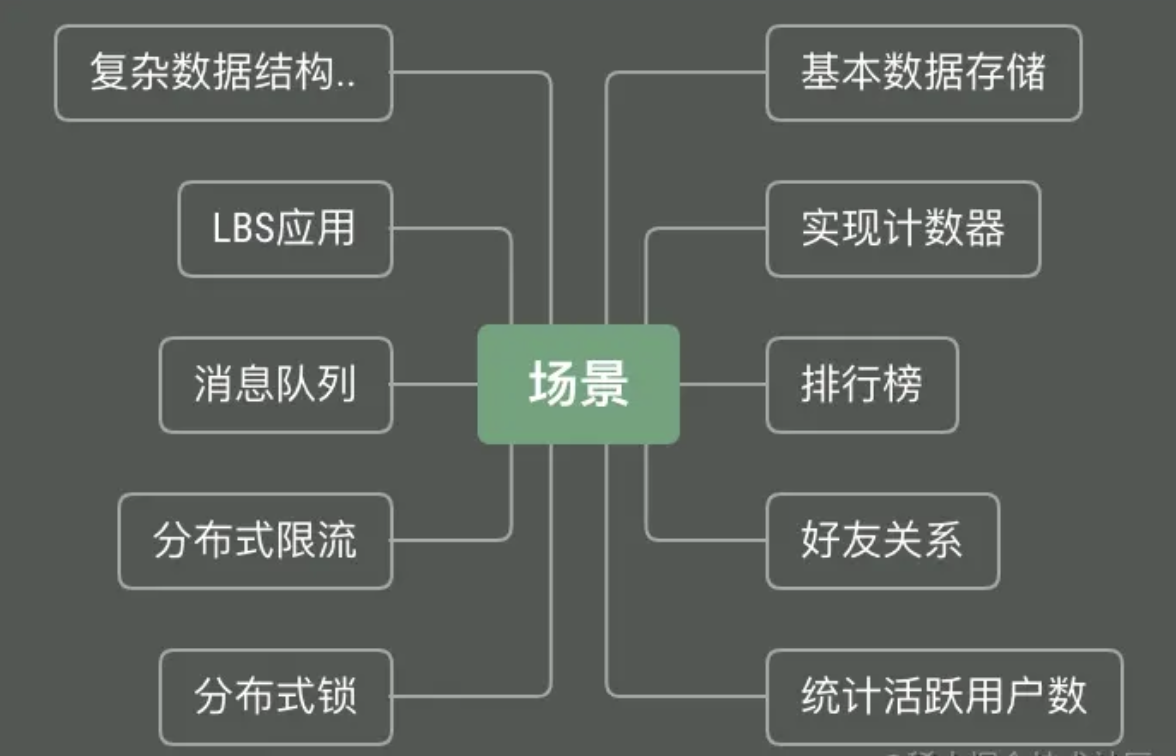 复杂数据结构..
基本数据存储
LBS应用
实现计数器
消息队列
场景
排行榜
分布式限流
好友关系
分布式锁
统计活跃用户数